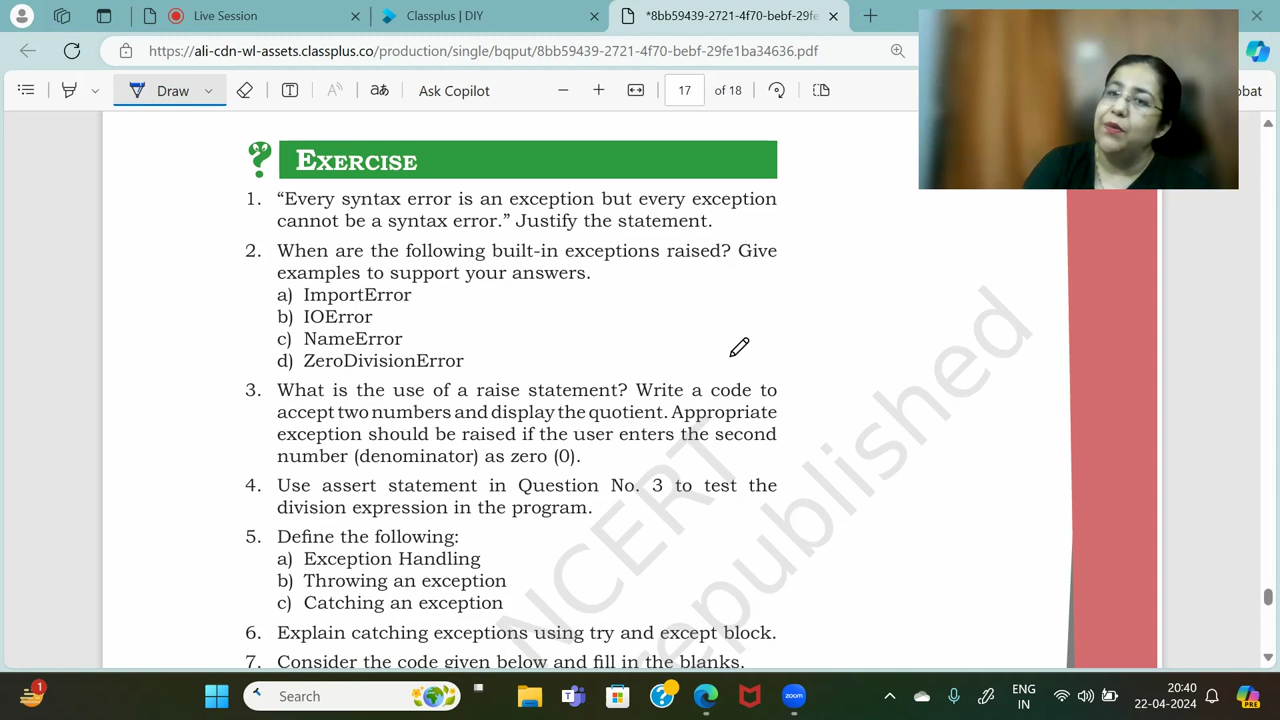 Live Session
Classplus | DIY
*8bb59439-2721-4f70-bebf-29fe
https://ali-cdn-wl-assets.classplus.co/production/single/bqput/8bb59439-2721-4f70-bebf-29fe1ba34636.pdf
Draw
Ask Copilot
17 of 18
EXERCISE
1. “Every syntax error is an exception but every exception
cannot be a syntax error.” Justify the statement.
2. When are the following built-in exceptions raised? Give
examples to support your answers.
a) ImportError
b) IOError
c) NameError
d) ZeroDivisionError
3. What is the use of a raise statement? Write a code to
accept two numbers and display the quotient. Appropriate
exception should be raised if the user enters the second
number (denominator) as zero (0).
4. Use assert statement in Question No. 3 to test the
division expression in the program.
5. Define the following:
a) Exception Handling
b) Throwing an exception
c) Catching an exception
6. Explain catching exceptions using try and except block.
7. Consider the code given below and fill in the blanks.
NCERT
republished
1
Search
zoom
ENG
IN
20:40
22-04-2024
PRE